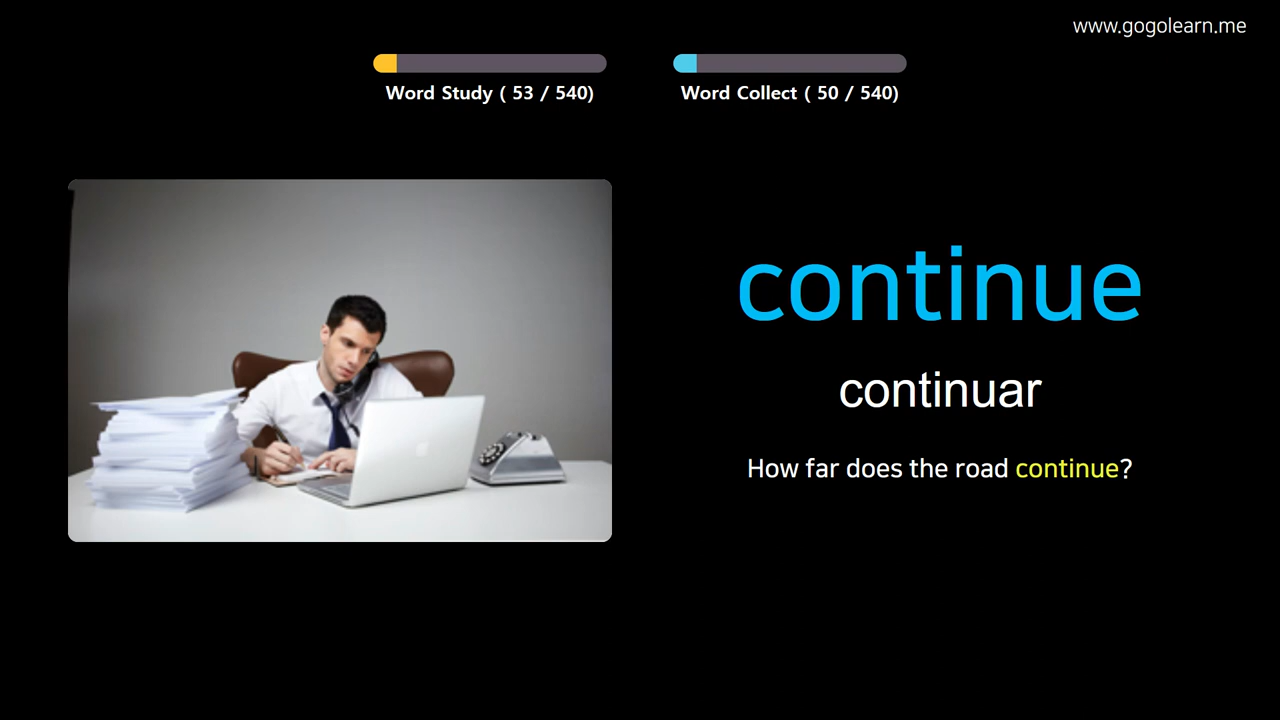 www.gogolearn.me
Word Study ( 53 / 540)
Word Collect ( 50 / 540)
continue
continuar
How far does the road continue?